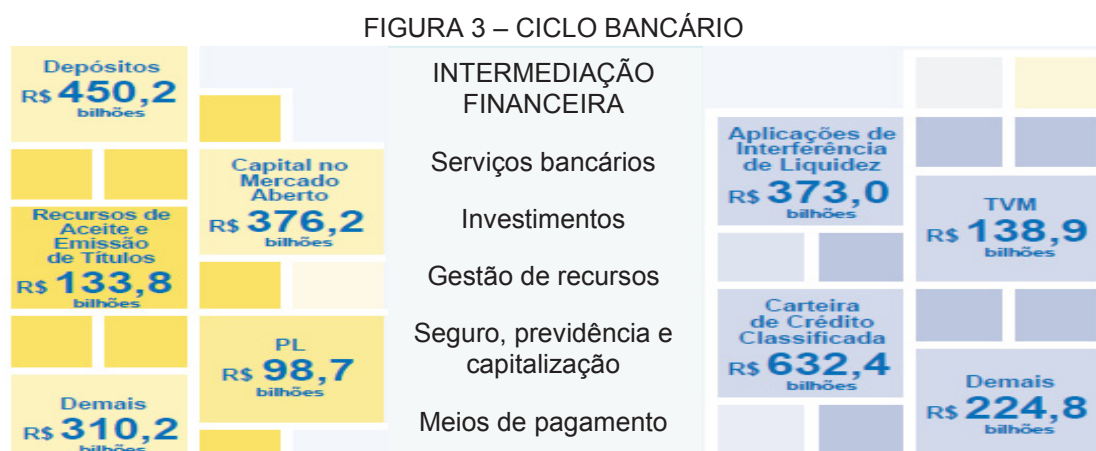 FIGURA 3 – CICLO BANCÁRIO
Depósitos
R$ 450,2
bilhões
Recursos de
Aceite e
Emissão
de Títulos
R$ 133,8
bilhões
Demais
R$ 310,2
bilhões
Capital no
Mercado
Aberto
R$ 376,2
bilhões
PL
R$ 98,7
bilhões
INTERMEDIAÇÃO
FINANCEIRA
Serviços bancários
Investimentos
Gestão de recursos
Seguro, previdência e
capitalização
Meios de pagamento
Aplicações de
Interferência
de Liquidez
R$ 373,0
bilhões
Carteira
de Crédito
Classificada
R$ 632,4
bilhões
TVM
R$ 138,9
bilhões
Demais
R$ 224,8
bilhões